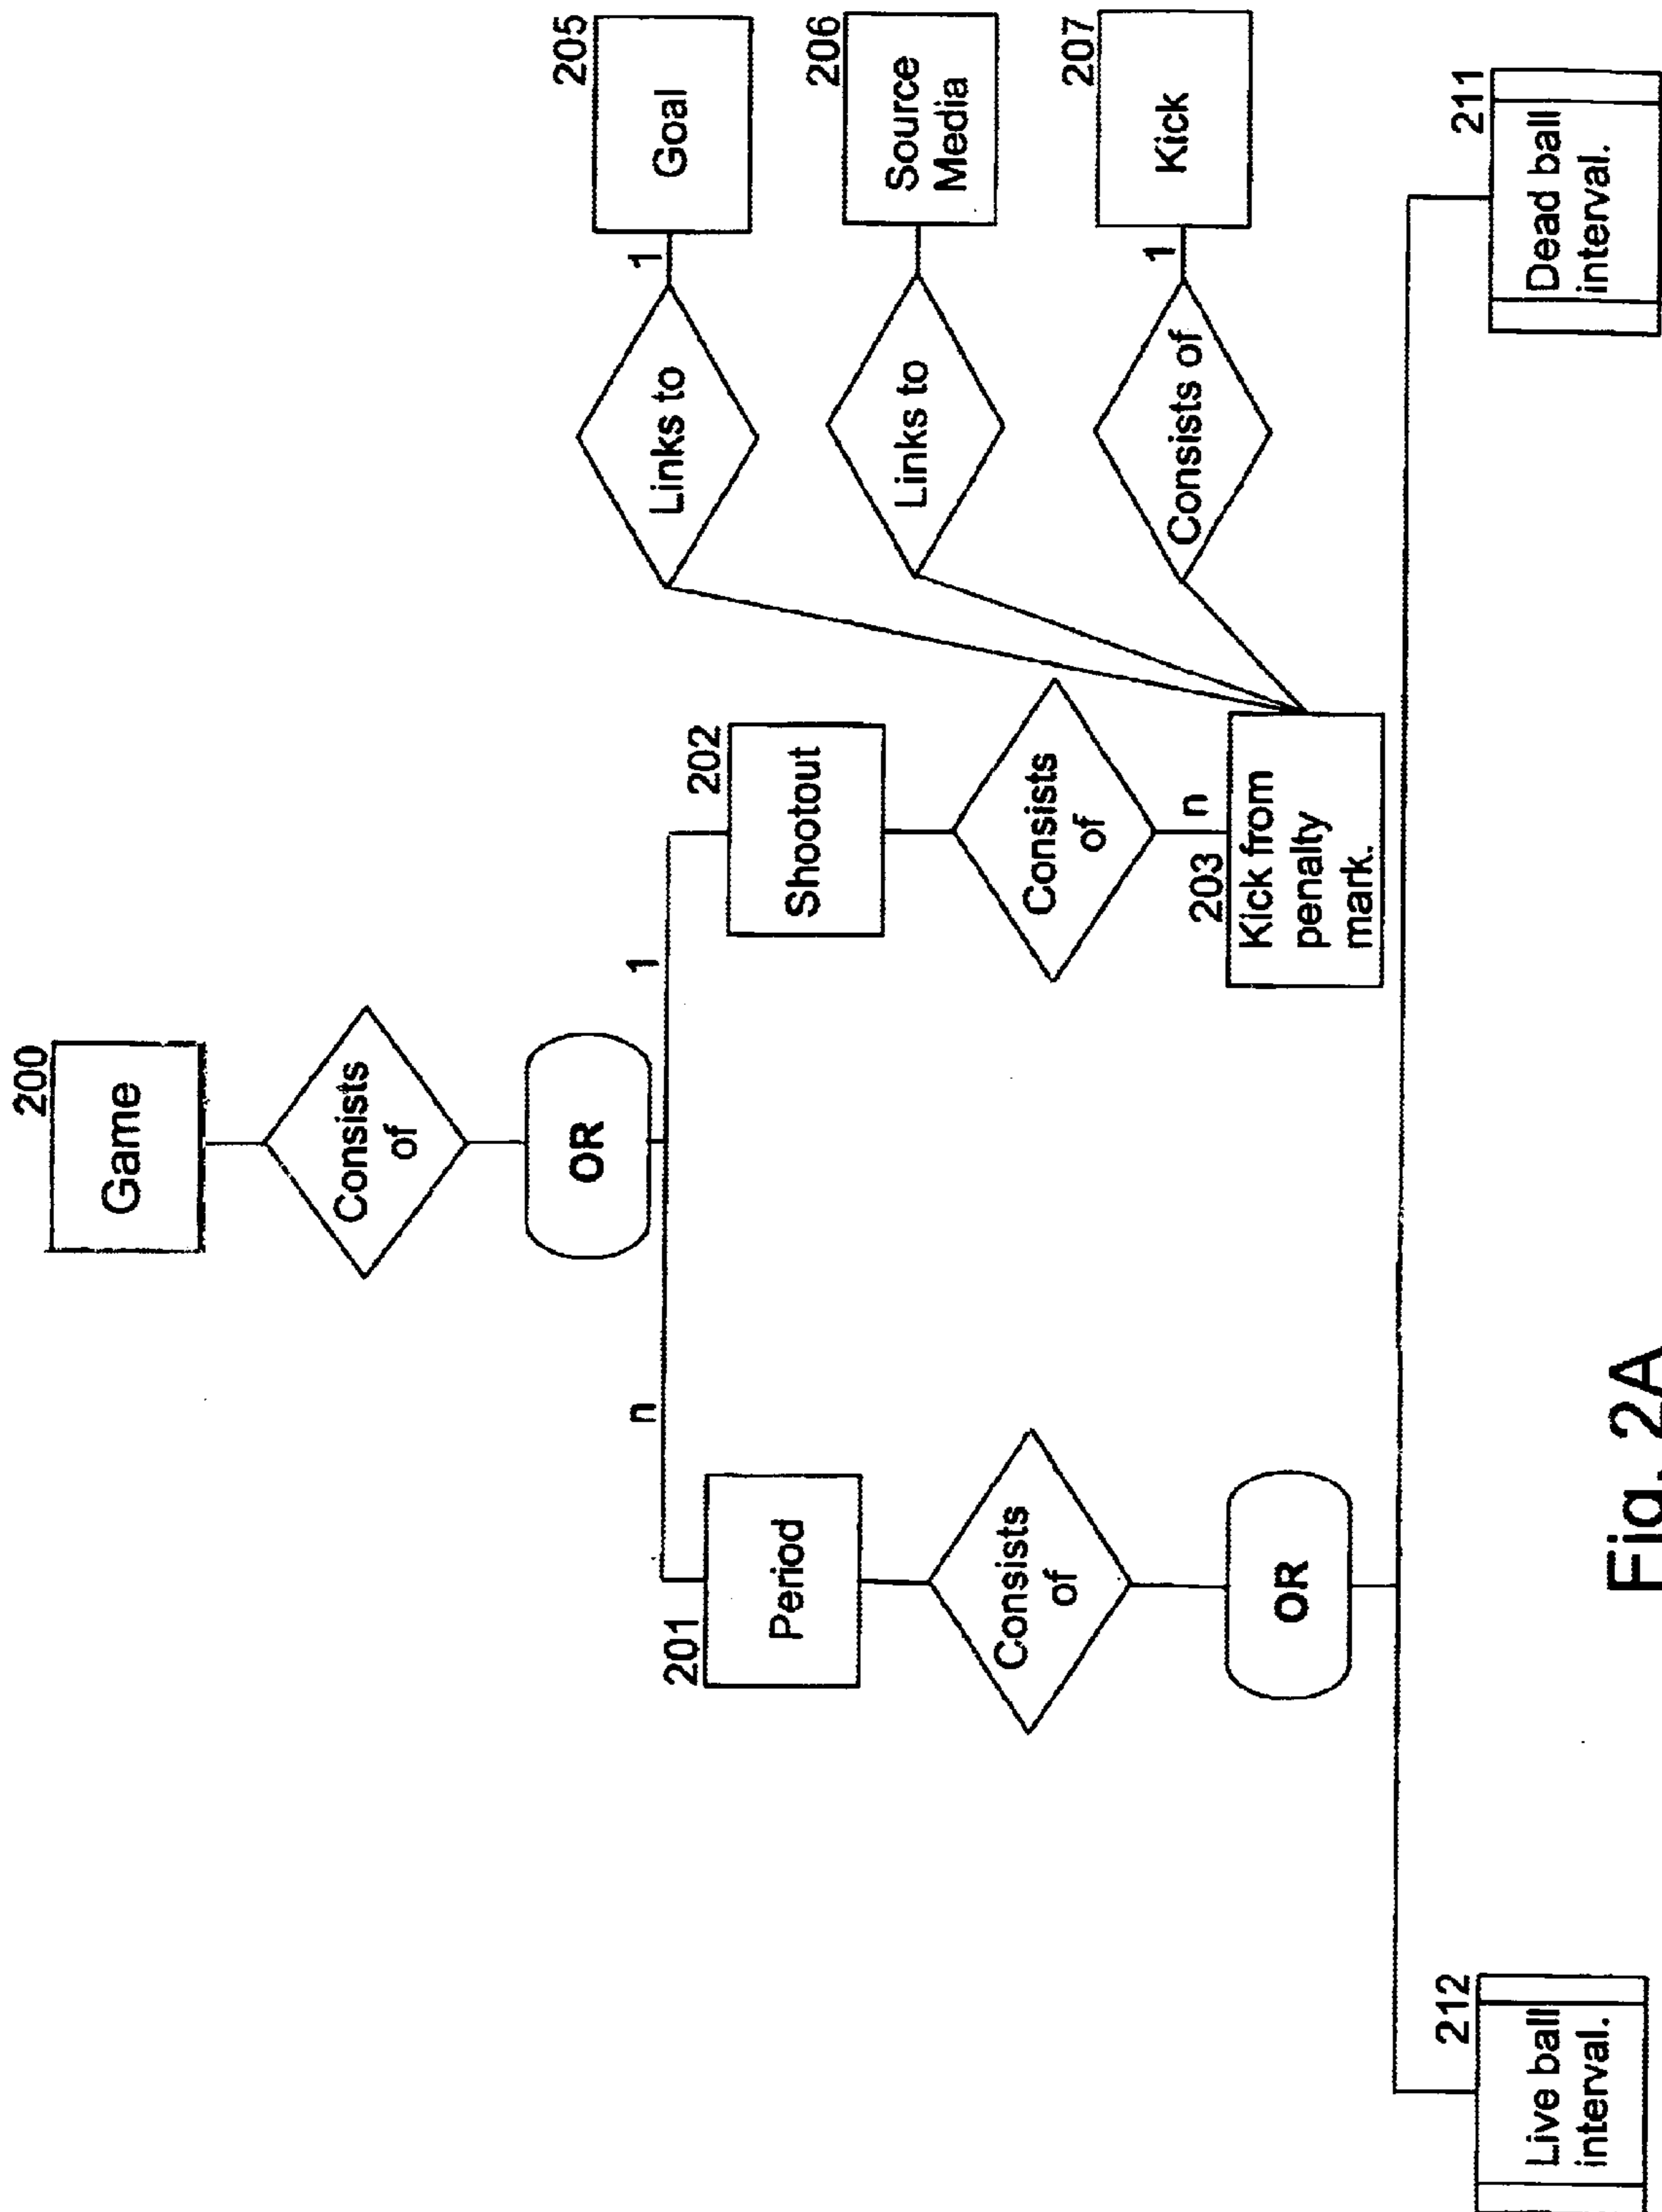 200
Game
Consists
of
OR
n
1
201
Period
202
Shootout
Consists
of
Consists
of
n
203
Kick from
penalty
mark.
OR
Links to
1
205
Goal
Links to
206
Source
Media
Consists of
1
207
Kick
212
Live ball
interval.
211
Dead ball
interval.
Fig. 2A